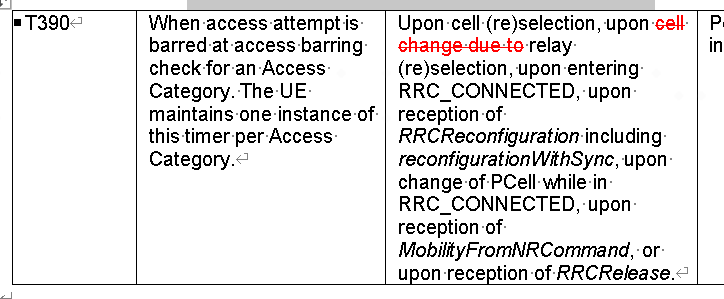 T390
When access attempt is
barred at access barring
check for an Access
Category. The UE
maintains one instance of
this timer per Access
Category.
Upon cell (re)selection, upon cell
change due to relay
(re)selection, upon entering
RRC_CONNECTED, upon
reception of
RRCReconfiguration including
reconfigurationWithSync, upon
change of PCell while in
RRC_CONNECTED, upon
reception of
MobilityFromNRCommand, or
upon reception of RRCRelease.
in